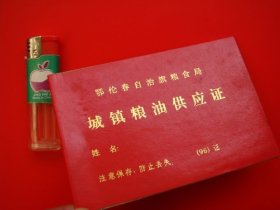 鄂伦春自治旗粮食局
城镇粮油供应证
姓名:
(96)记
注意保存,防止丢失。